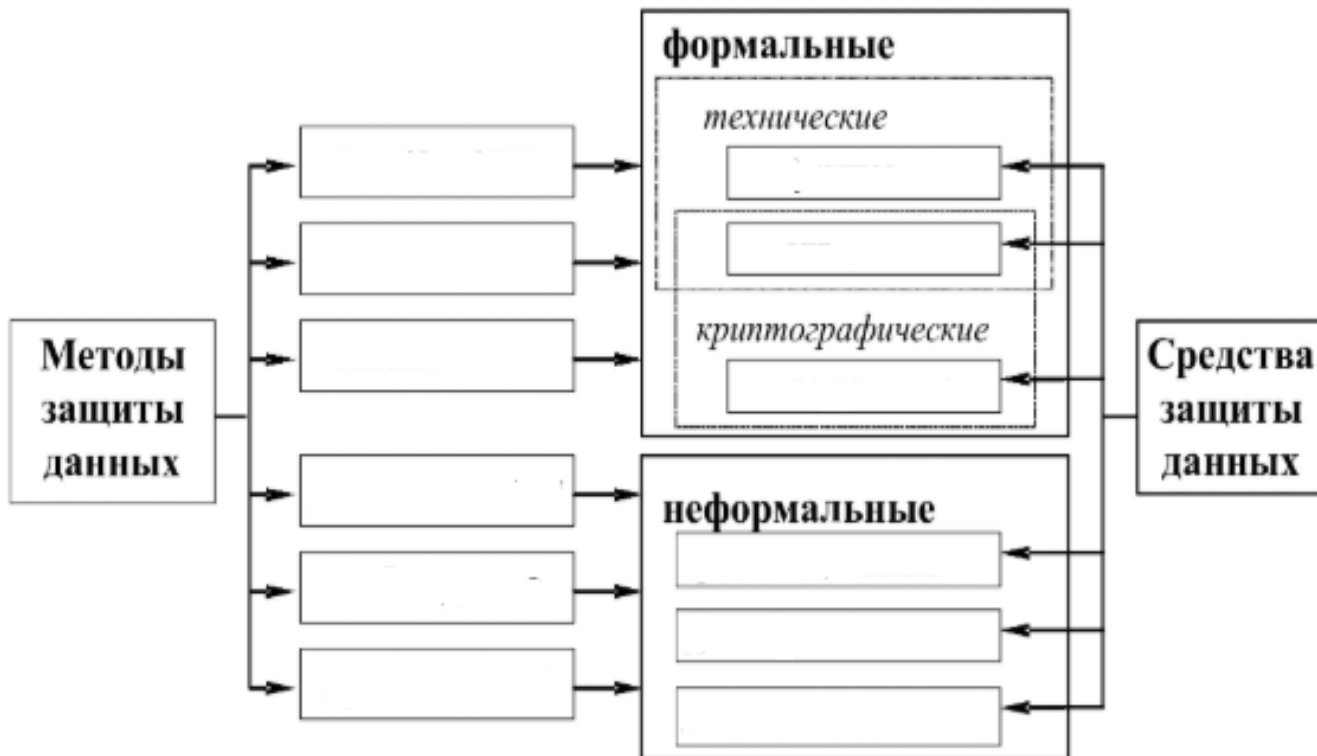 формальные
технические
криптографические
Методы
защиты
данных
Средства
защиты
данных
неформальные